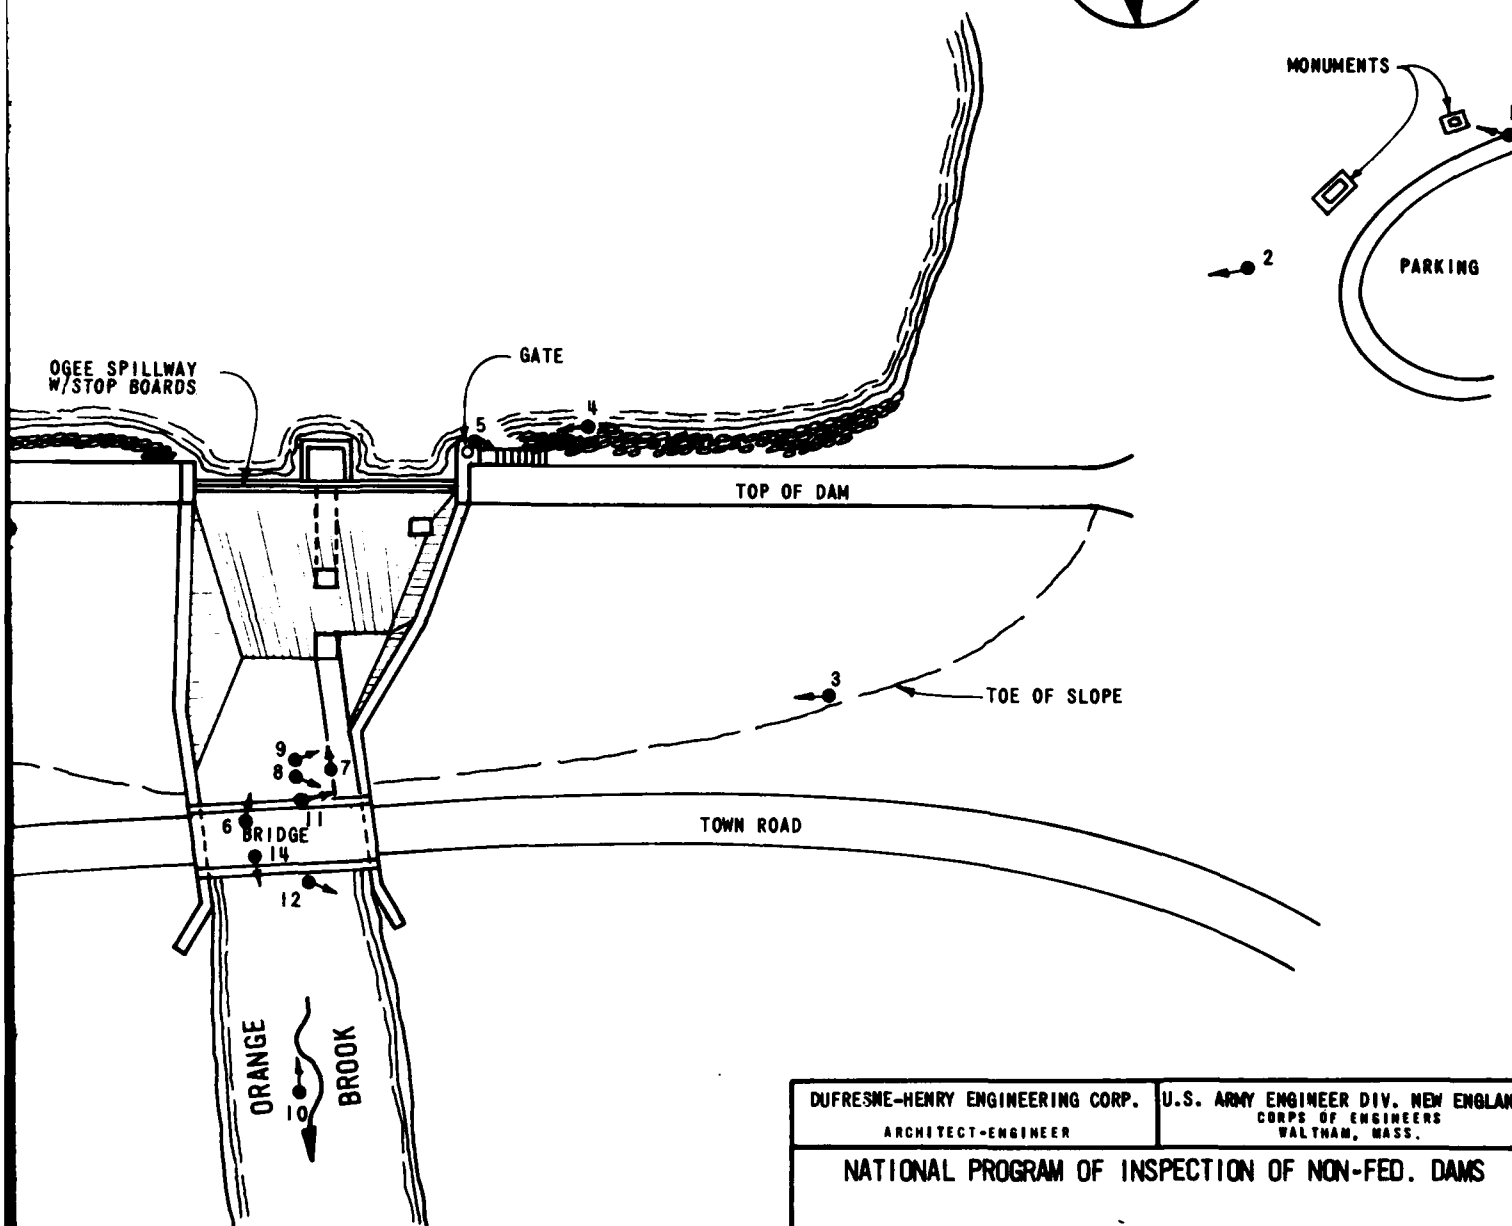 MONUMENTS
2
PARKING
OGEE SPILLWAY
W/STOP BOARDS
GATE
4
5
TOP OF DAM
3
TOE OF SLOPE
9
8
7
11
6
BRIDGE
14
12
TOWN ROAD
ORANGE
BROOK
10
DUFRESNE-HENRY ENGINEERING CORP.
ARCHITECT-ENGINEER
U.S. ARMY ENGINEER DIV. NEW ENGLAN
CORPS OF ENGINEERS
WALTHAM, MASS.
NATIONAL PROGRAM OF INSPECTION OF NON-FED. DAMS